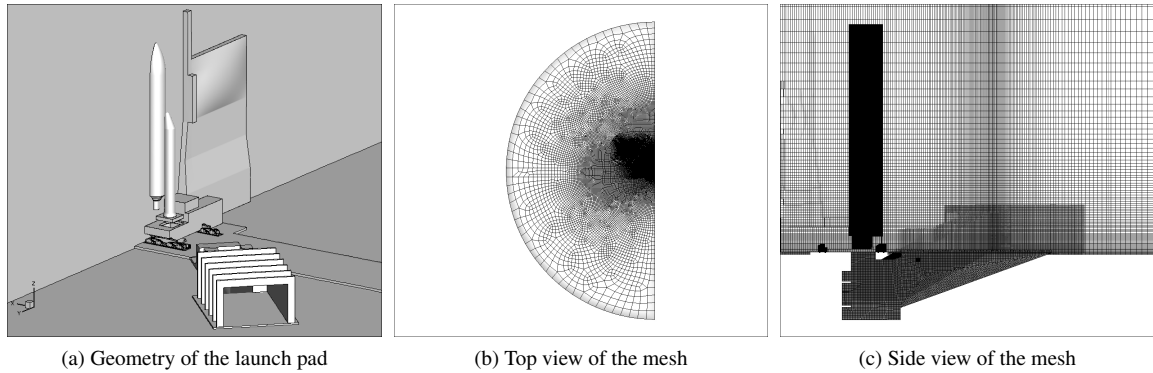 Z
X
Y
(a) Geometry of the launch pad
(b) Top view of the mesh
(c) Side view of the mesh